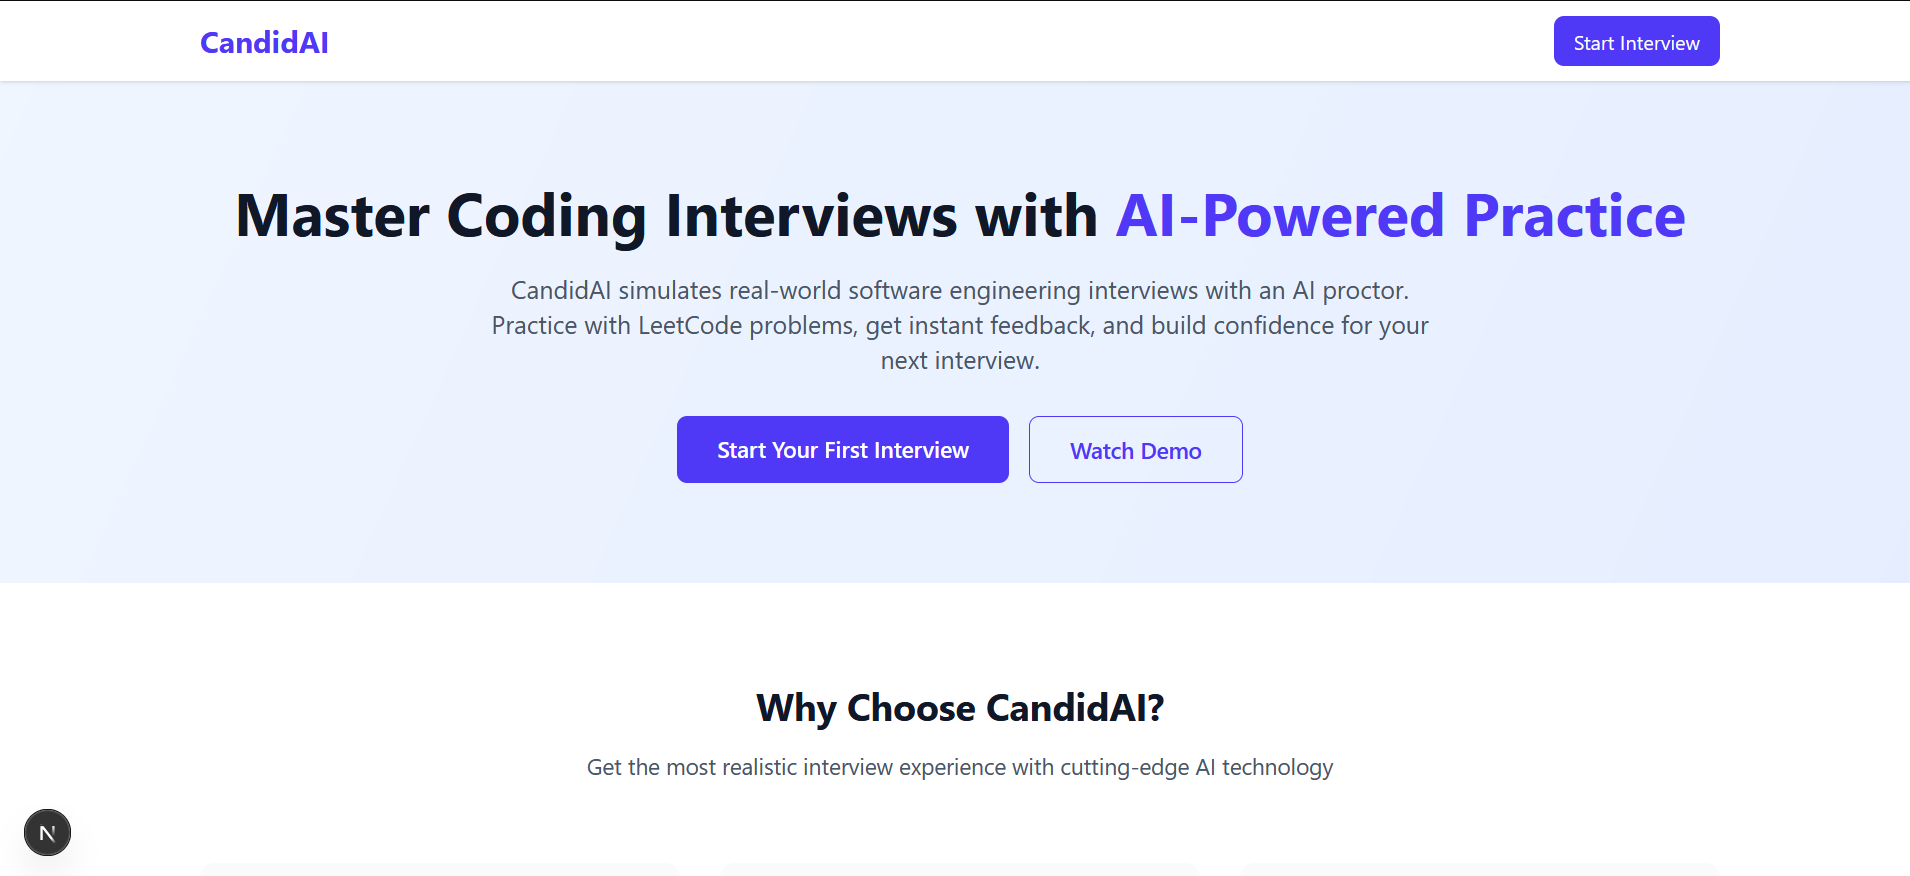 CandidAI
Start Interview
Master Coding Interviews with AI-Powered Practice
CandidAI simulates real-world software engineering interviews with an AI proctor.
Practice with LeetCode problems, get instant feedback, and build confidence for your
next interview.
Start Your First Interview
Watch Demo
Why Choose CandidAI?
Get the most realistic interview experience with cutting-edge AI technology
N